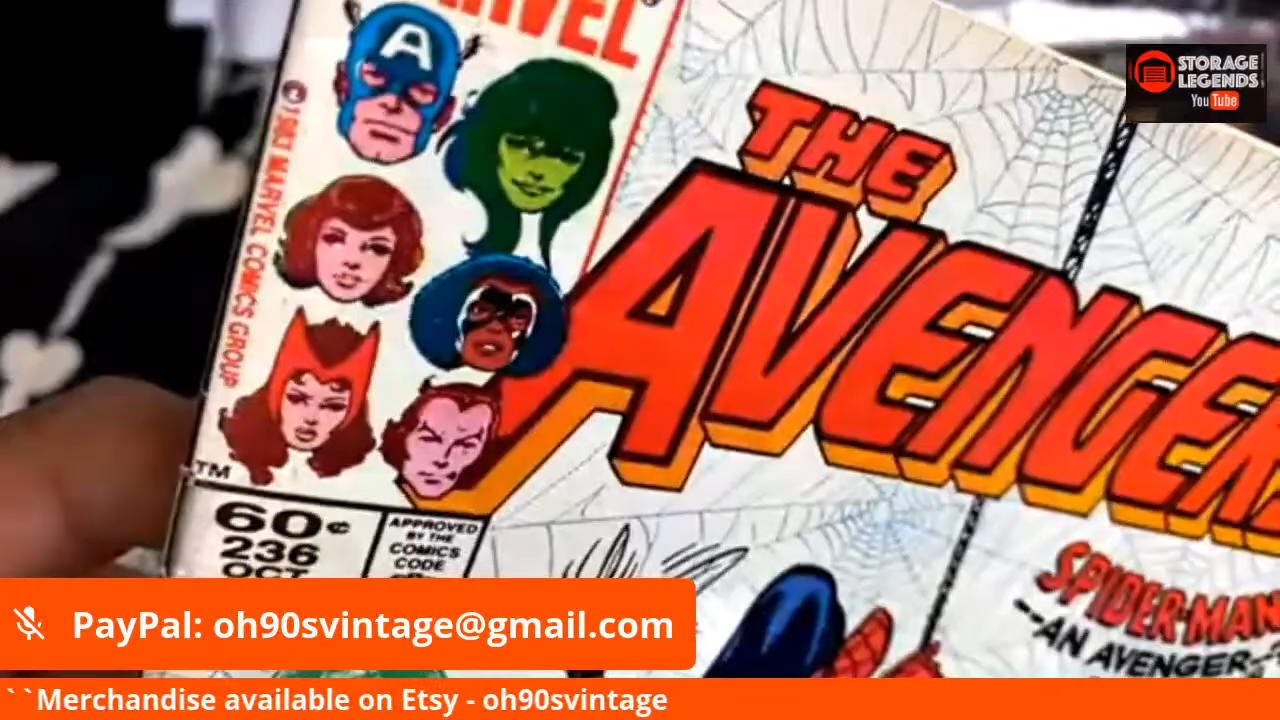 MARVEL
STORAGE
LEGENDS
YouTube
A
© 1983 MARVEL COMICS GROUP
THE
AVENGERS
TM
60¢
236
OCT
APPROVED
BY THE
COMICS
CODE
SPIDER-MAN
--AN AVENGER--?
PayPal: oh90svintage@gmail.com
``Merchandise available on Etsy - oh90svintage